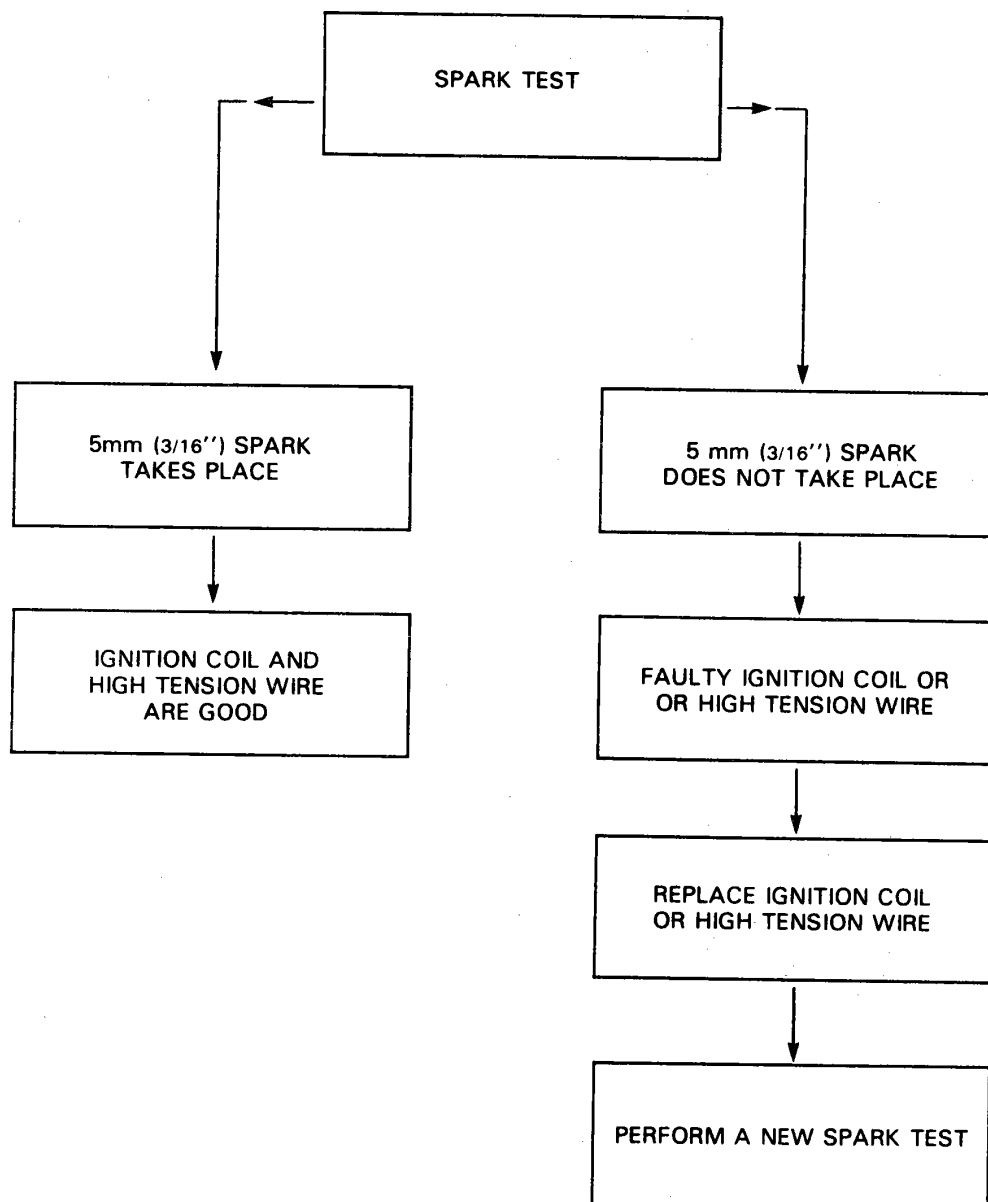 SPARK TEST
5mm (3/16'') SPARK
TAKES PLACE
IGNITION COIL AND
HIGH TENSION WIRE
ARE GOOD
5 mm (3/16'') SPARK
DOES NOT TAKE PLACE
FAULTY IGNITION COIL OR
OR HIGH TENSION WIRE
REPLACE IGNITION COIL
OR HIGH TENSION WIRE
PERFORM A NEW SPARK TEST